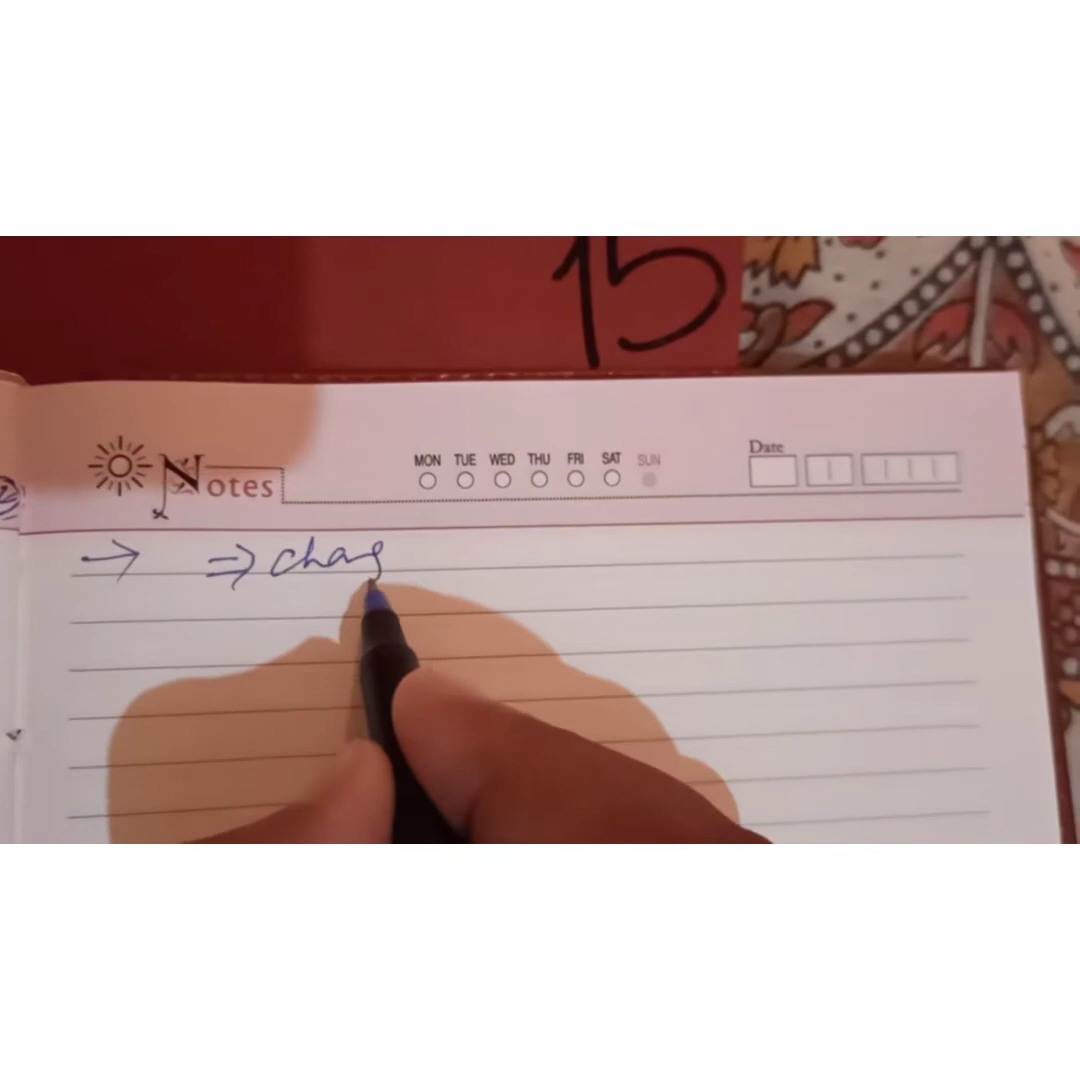 15
Notes
MON TUE WED THU FRI SAT SUN
Date
→ ⇒ chag